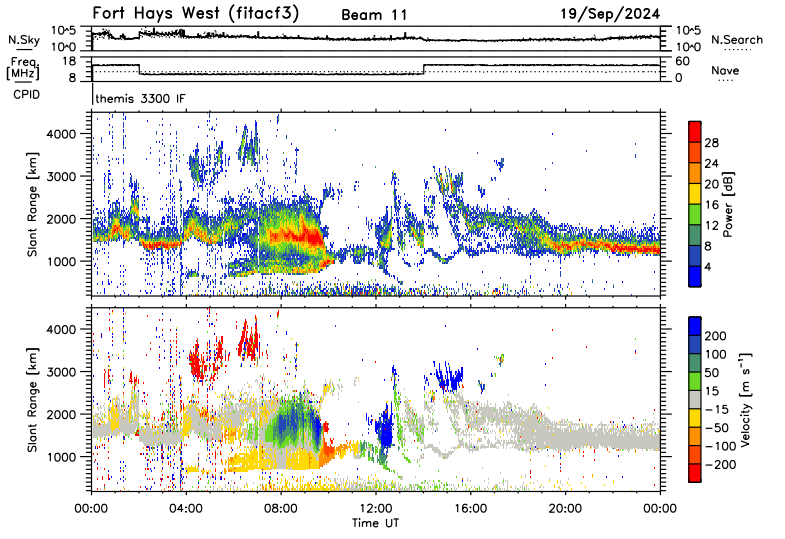 Fort Hays West (fitacf3) Beam 11 19/Sep/2024
N.Sky 10^5 10^0 10^5 10^0 N.Search
Freq. [MHz] 18 8 60 0 Nave
CPID themis 3300 IF
Slant Range [km] 4000 3000 2000 1000
Power [dB] 28 24 20 16 12 8 4
Slant Range [km] 4000 3000 2000 1000
Velocity [m s⁻¹] 200 100 50 15 −15 −50 −100 −200
00:00 04:00 08:00 12:00 16:00 20:00 00:00
Time UT